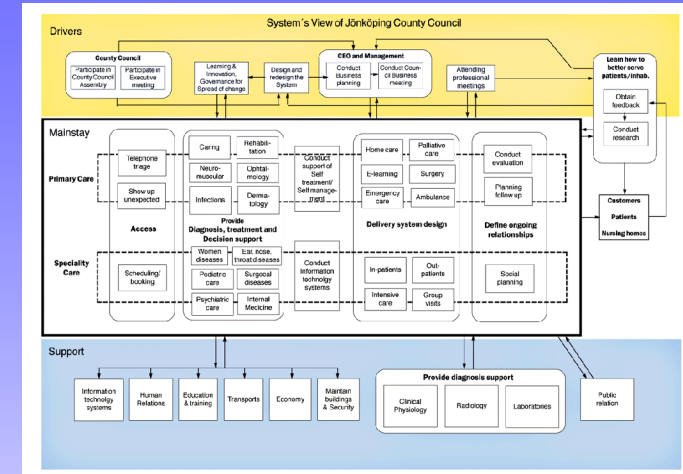 System´s View of Jönköping County Council
Drivers
County Council
Participate in
County Council
Assembly
Participate in
Executive
meeting
Learning &
Innovation,
Governance for
Spread of change
Design and
redesign the
System
CEO and Management
Conduct
Business
planning
Conduct Coun-
cil Business
meeting
Attending
professional
meetings
Learn how to
better serve
patients/inhab.
Obtain
feedback
Conduct
research
Mainstay
Primary Care
Telephone
triage
Show up
unexpected
Access
Caring
Rehabili-
tation
Neuro-
muscular
Ophtal-
mology
Infections
Derma-
tology
Provide
Diagnosis, treatment and
Decision support
Conduct
support of
Self
treatment/
Selfmanage-
ment
Home care
Palliative
care
E-learning
Surgery
Emergency
care
Ambulance
Delivery system design
Conduct
evaluation
Planning
follow up
Define ongoing
relationships
Customers
Patients
Nursing homes
Speciality
Care
Scheduling/
booking
Women
diseases
Ear, nose,
throat diseases
Pediatric
care
Surgecal
diseases
Psychiatric
care
Internal
Medicine
Conduct
Information
technolgy
systems
In-patients
Out-
patients
Intensive
care
Group
visits
Social
planning
Support
Information
technolgy
systems
Human
Relations
Education
& training
Transports
Economy
Maintain
buildings
& Security
Provide diagnosis support
Clinical
Physiology
Radiology
Laboratories
Public
relation